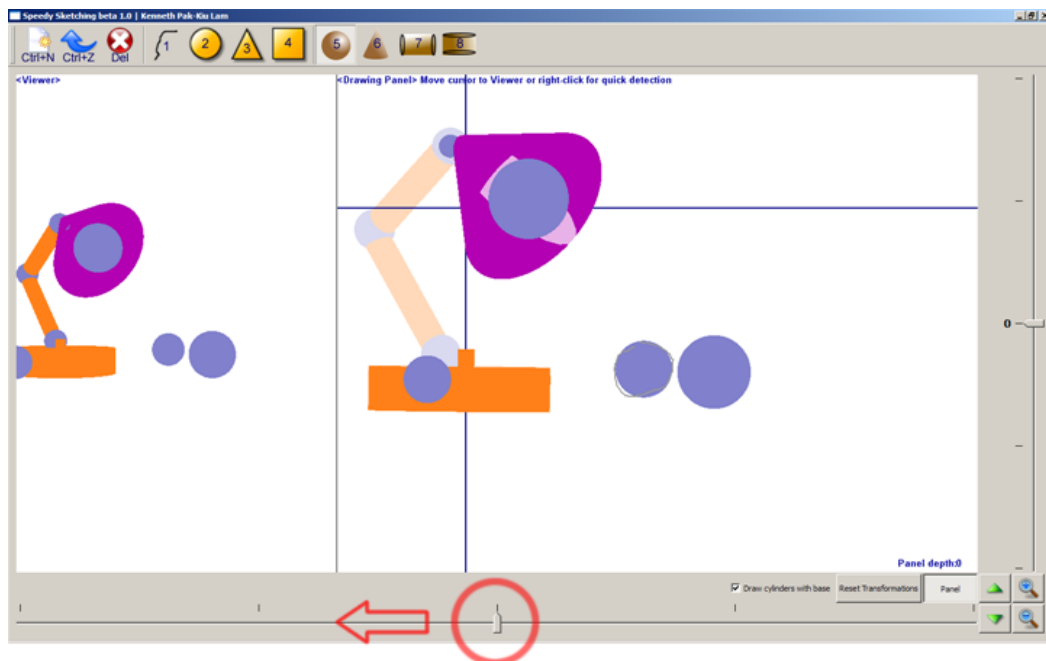 Speedy Sketching beta 1.0 | Kenneth Pak-Kiu Lam
Ctrl+N Ctrl+Z Del 1 2 3 4 5 6 7 8
<Viewer>
<Drawing Panel> Move cursor to Viewer or right-click for quick detection
0
Panel depth:0
Draw cylinders with base Reset Transformations Panel